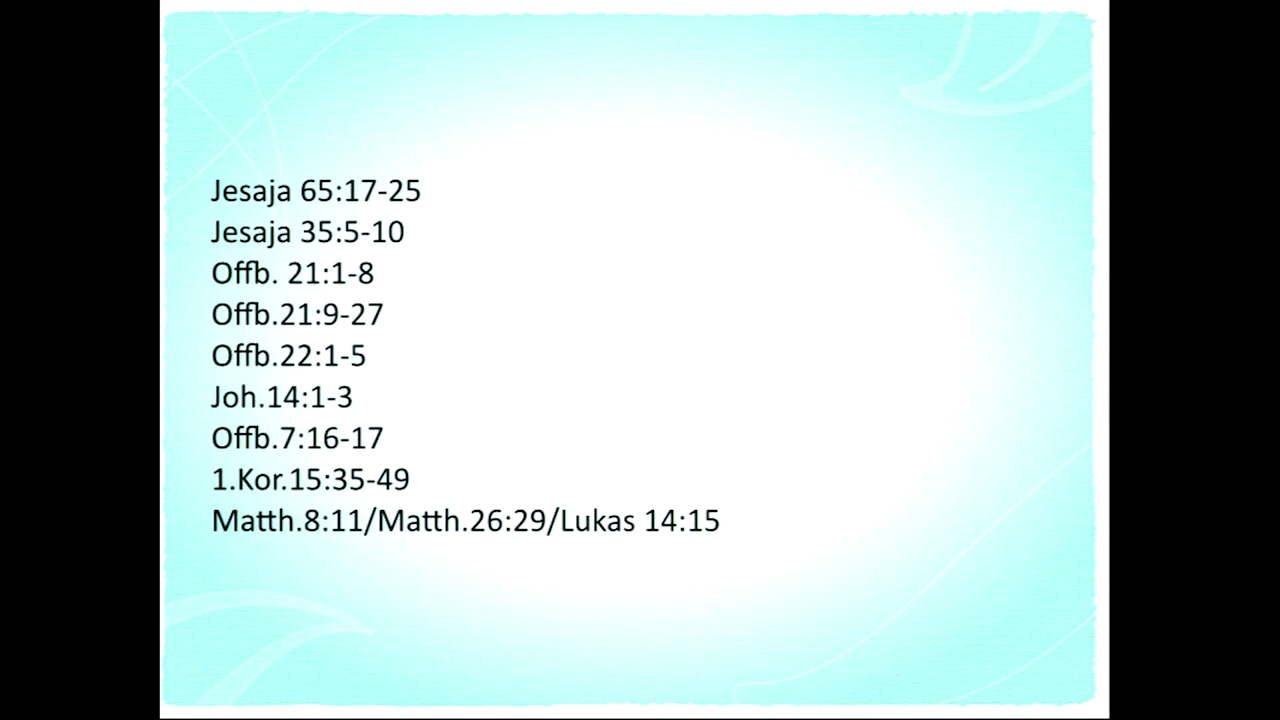 Jesaja 65:17-25
Jesaja 35:5-10
Offb. 21:1-8
Offb.21:9-27
Offb.22:1-5
Joh.14:1-3
Offb.7:16-17
1.Kor.15:35-49
Matth.8:11/Matth.26:29/Lukas 14:15